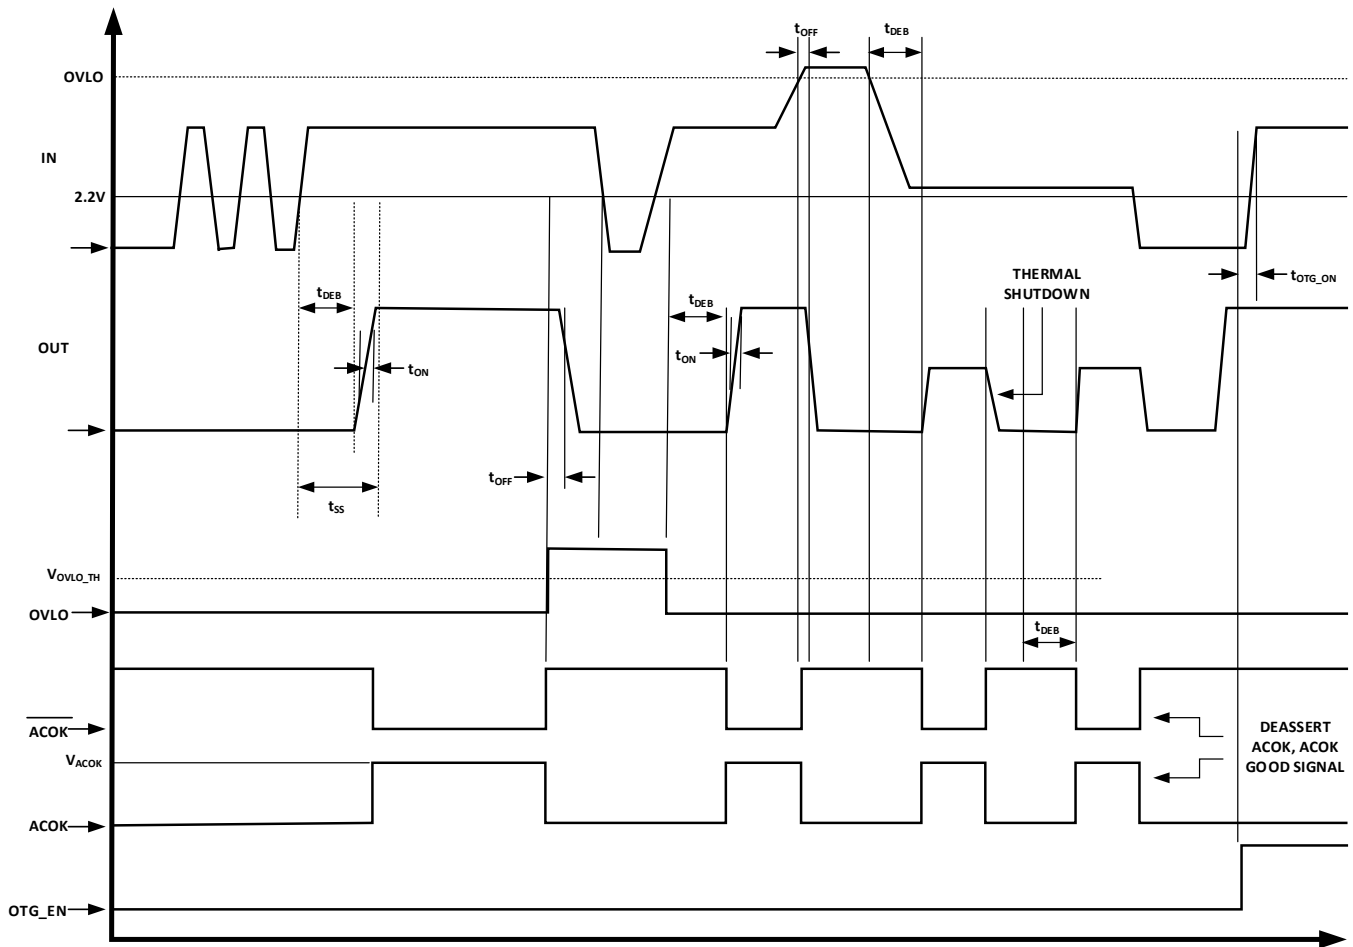 tOFF
tDEB
OVLO
IN
2.2V
THERMAL
SHUTDOWN
tOTG_ON
tDEB
tDEB
OUT
tON
tON
tOFF
tSS
VOVLO_TH
OVLO
tDEB
ACOK
DEASSERT
ACOK, ACOK
GOOD SIGNAL
VACOK
ACOK
OTG_EN